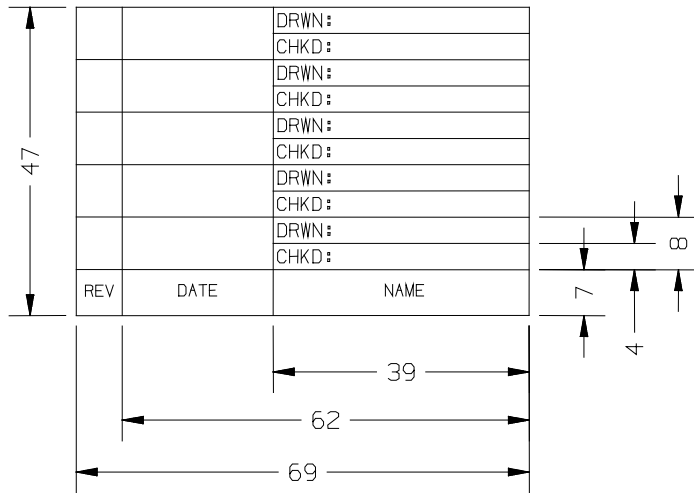 DRWN:
CHKD:
DRWN:
CHKD:
DRWN:
CHKD:
DRWN:
CHKD:
DRWN:
CHKD:
REV DATE NAME
47
8
7
4
39
62
69